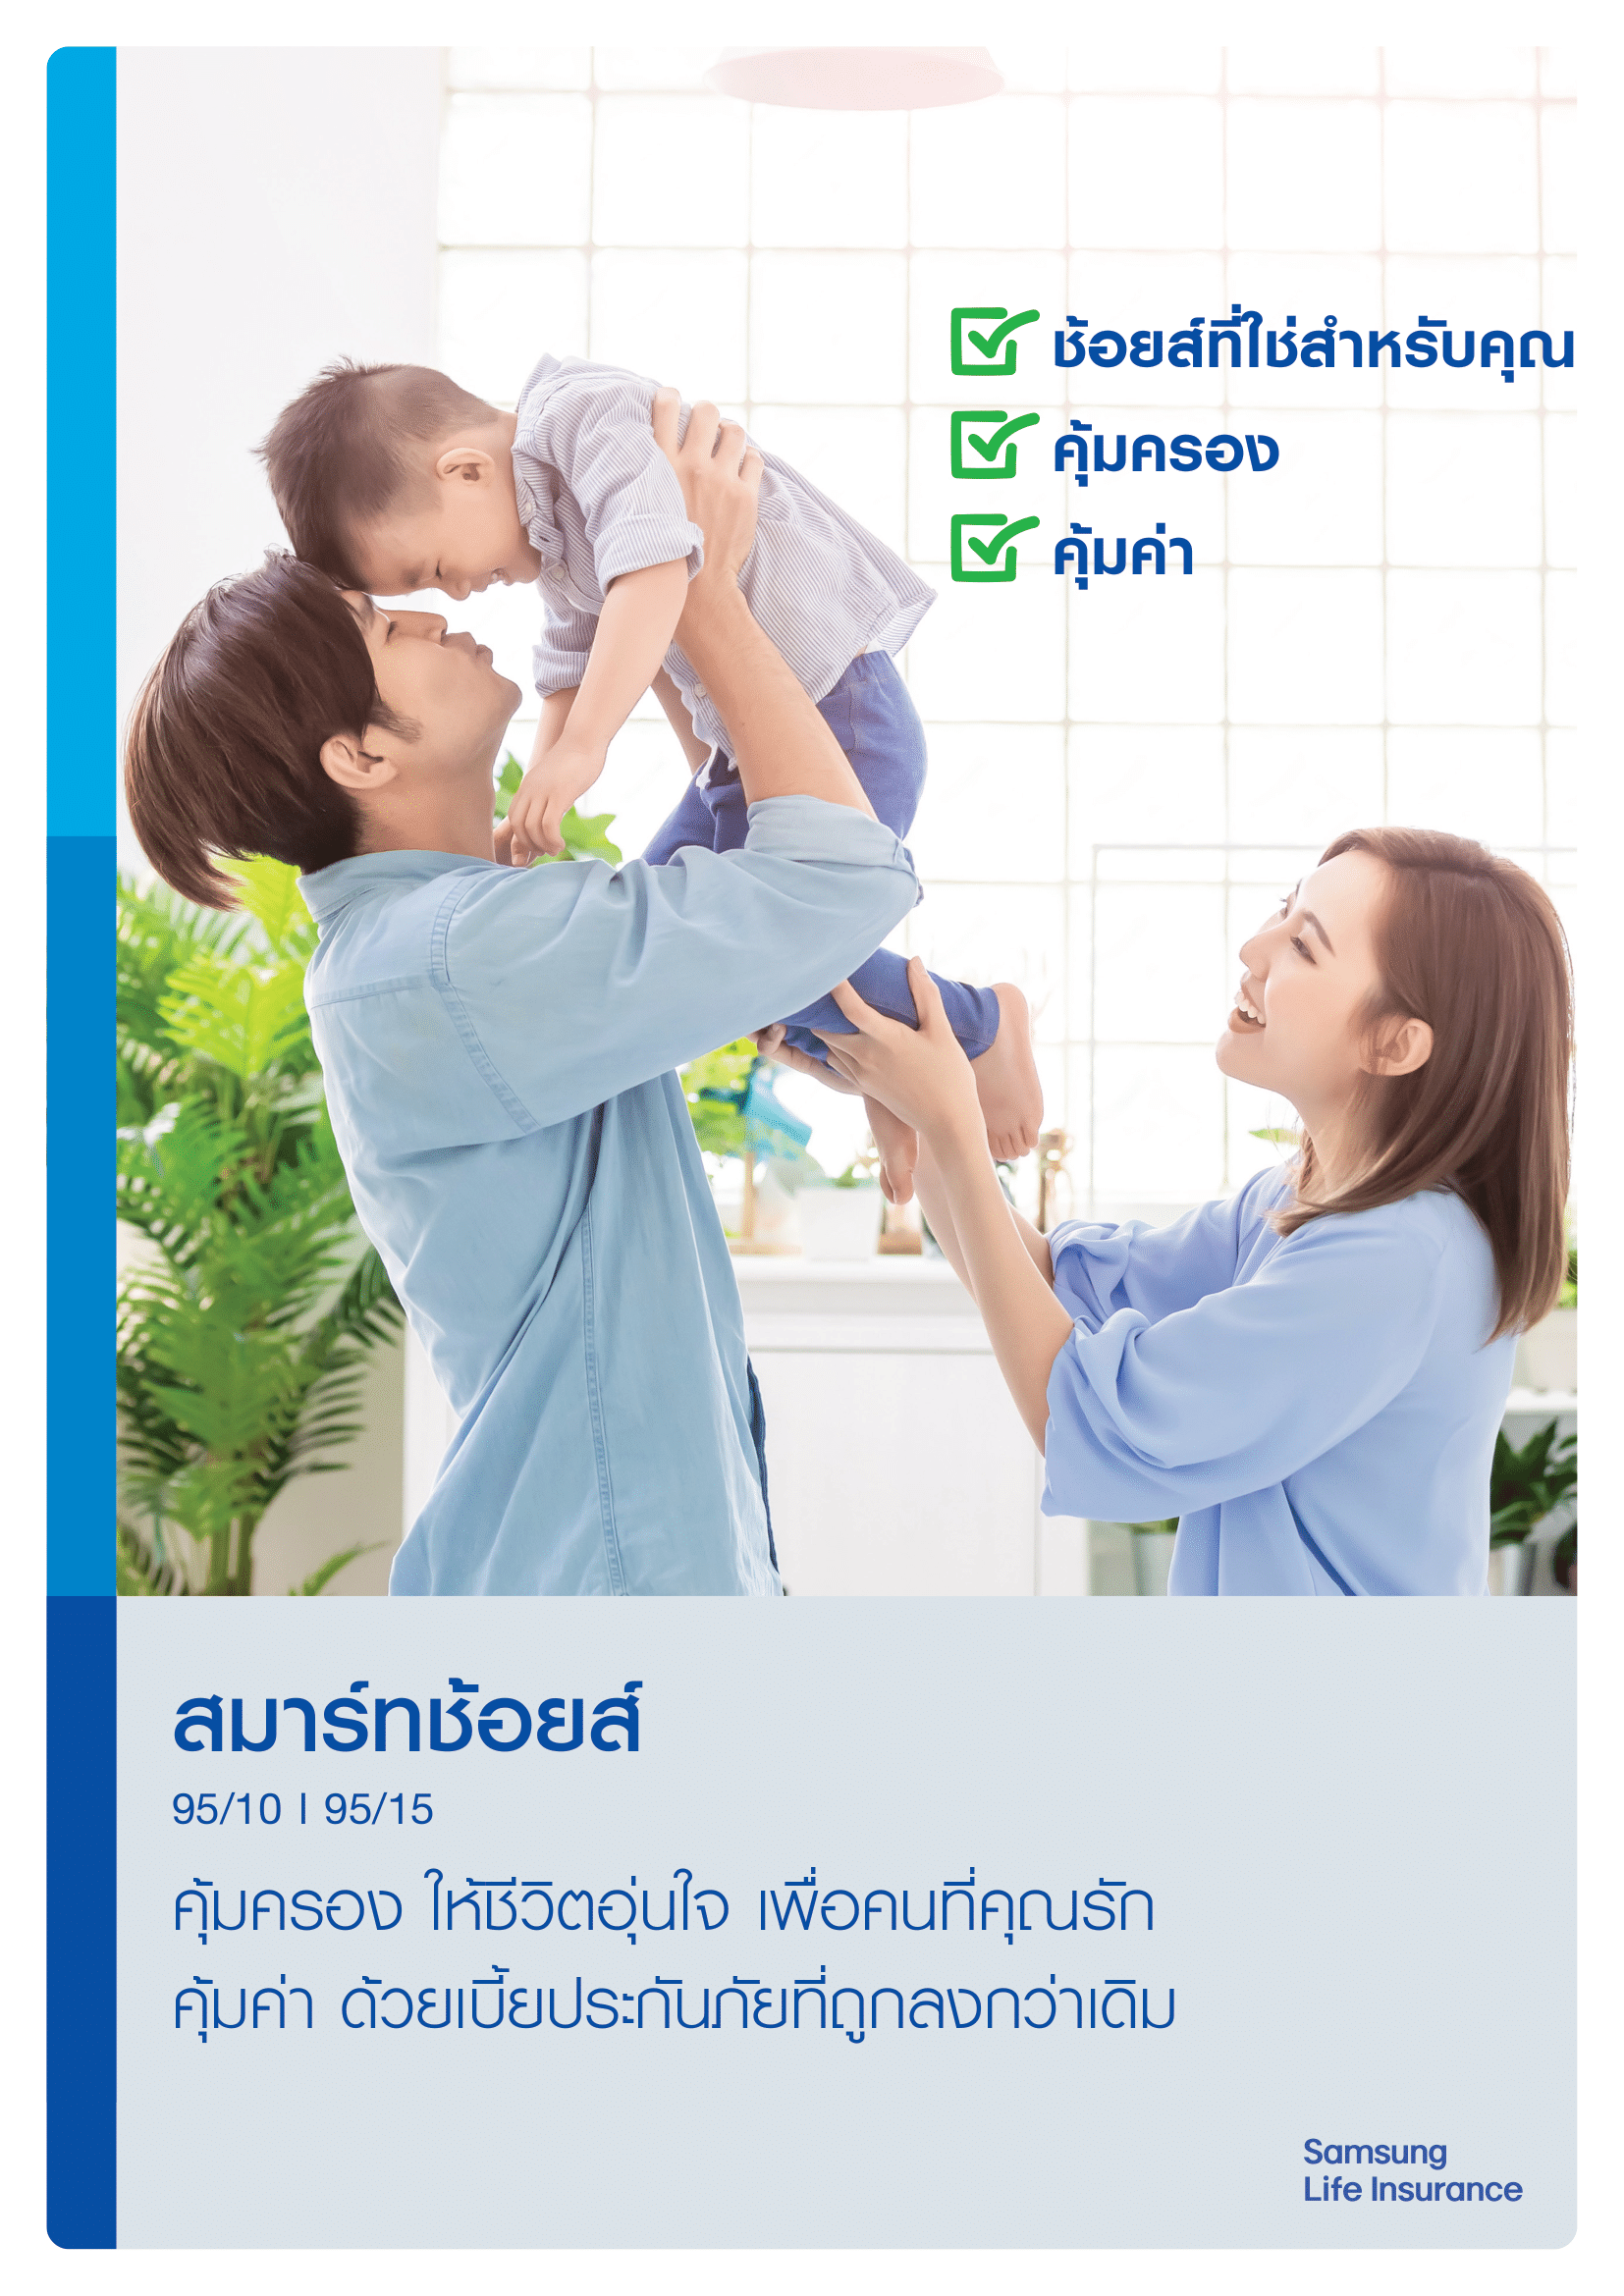 ช้อยส์ที่ใช่สำหรับคุณ
คุ้มครอง
คุ้มค่า
สมาร์ทช้อยส์
95/10 | 95/15
คุ้มครอง ให้ชีวิตอุ่นใจ เพื่อคนที่คุณรัก
คุ้มค่า ด้วยเบี้ยประกันภัยที่ถูกลงกว่าเดิม
Samsung
Life Insurance